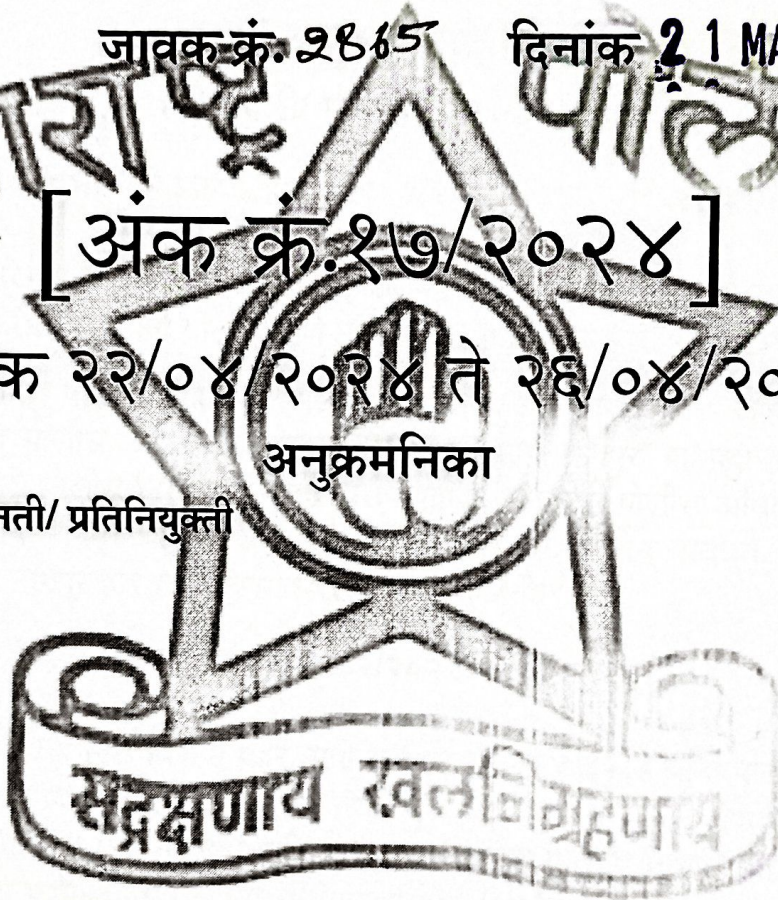 जावक क्रं. 2865 दिनांक 21 MA
राष्ट्र पोल
[अंक क्रं.१७/२०२४]
क २२/०४/२०२४ ते २६/०४/२०
अनुक्रमनिका
नती/ प्रतिनियुक्ती
सद्रक्षणाय खलनिग्रहणाय